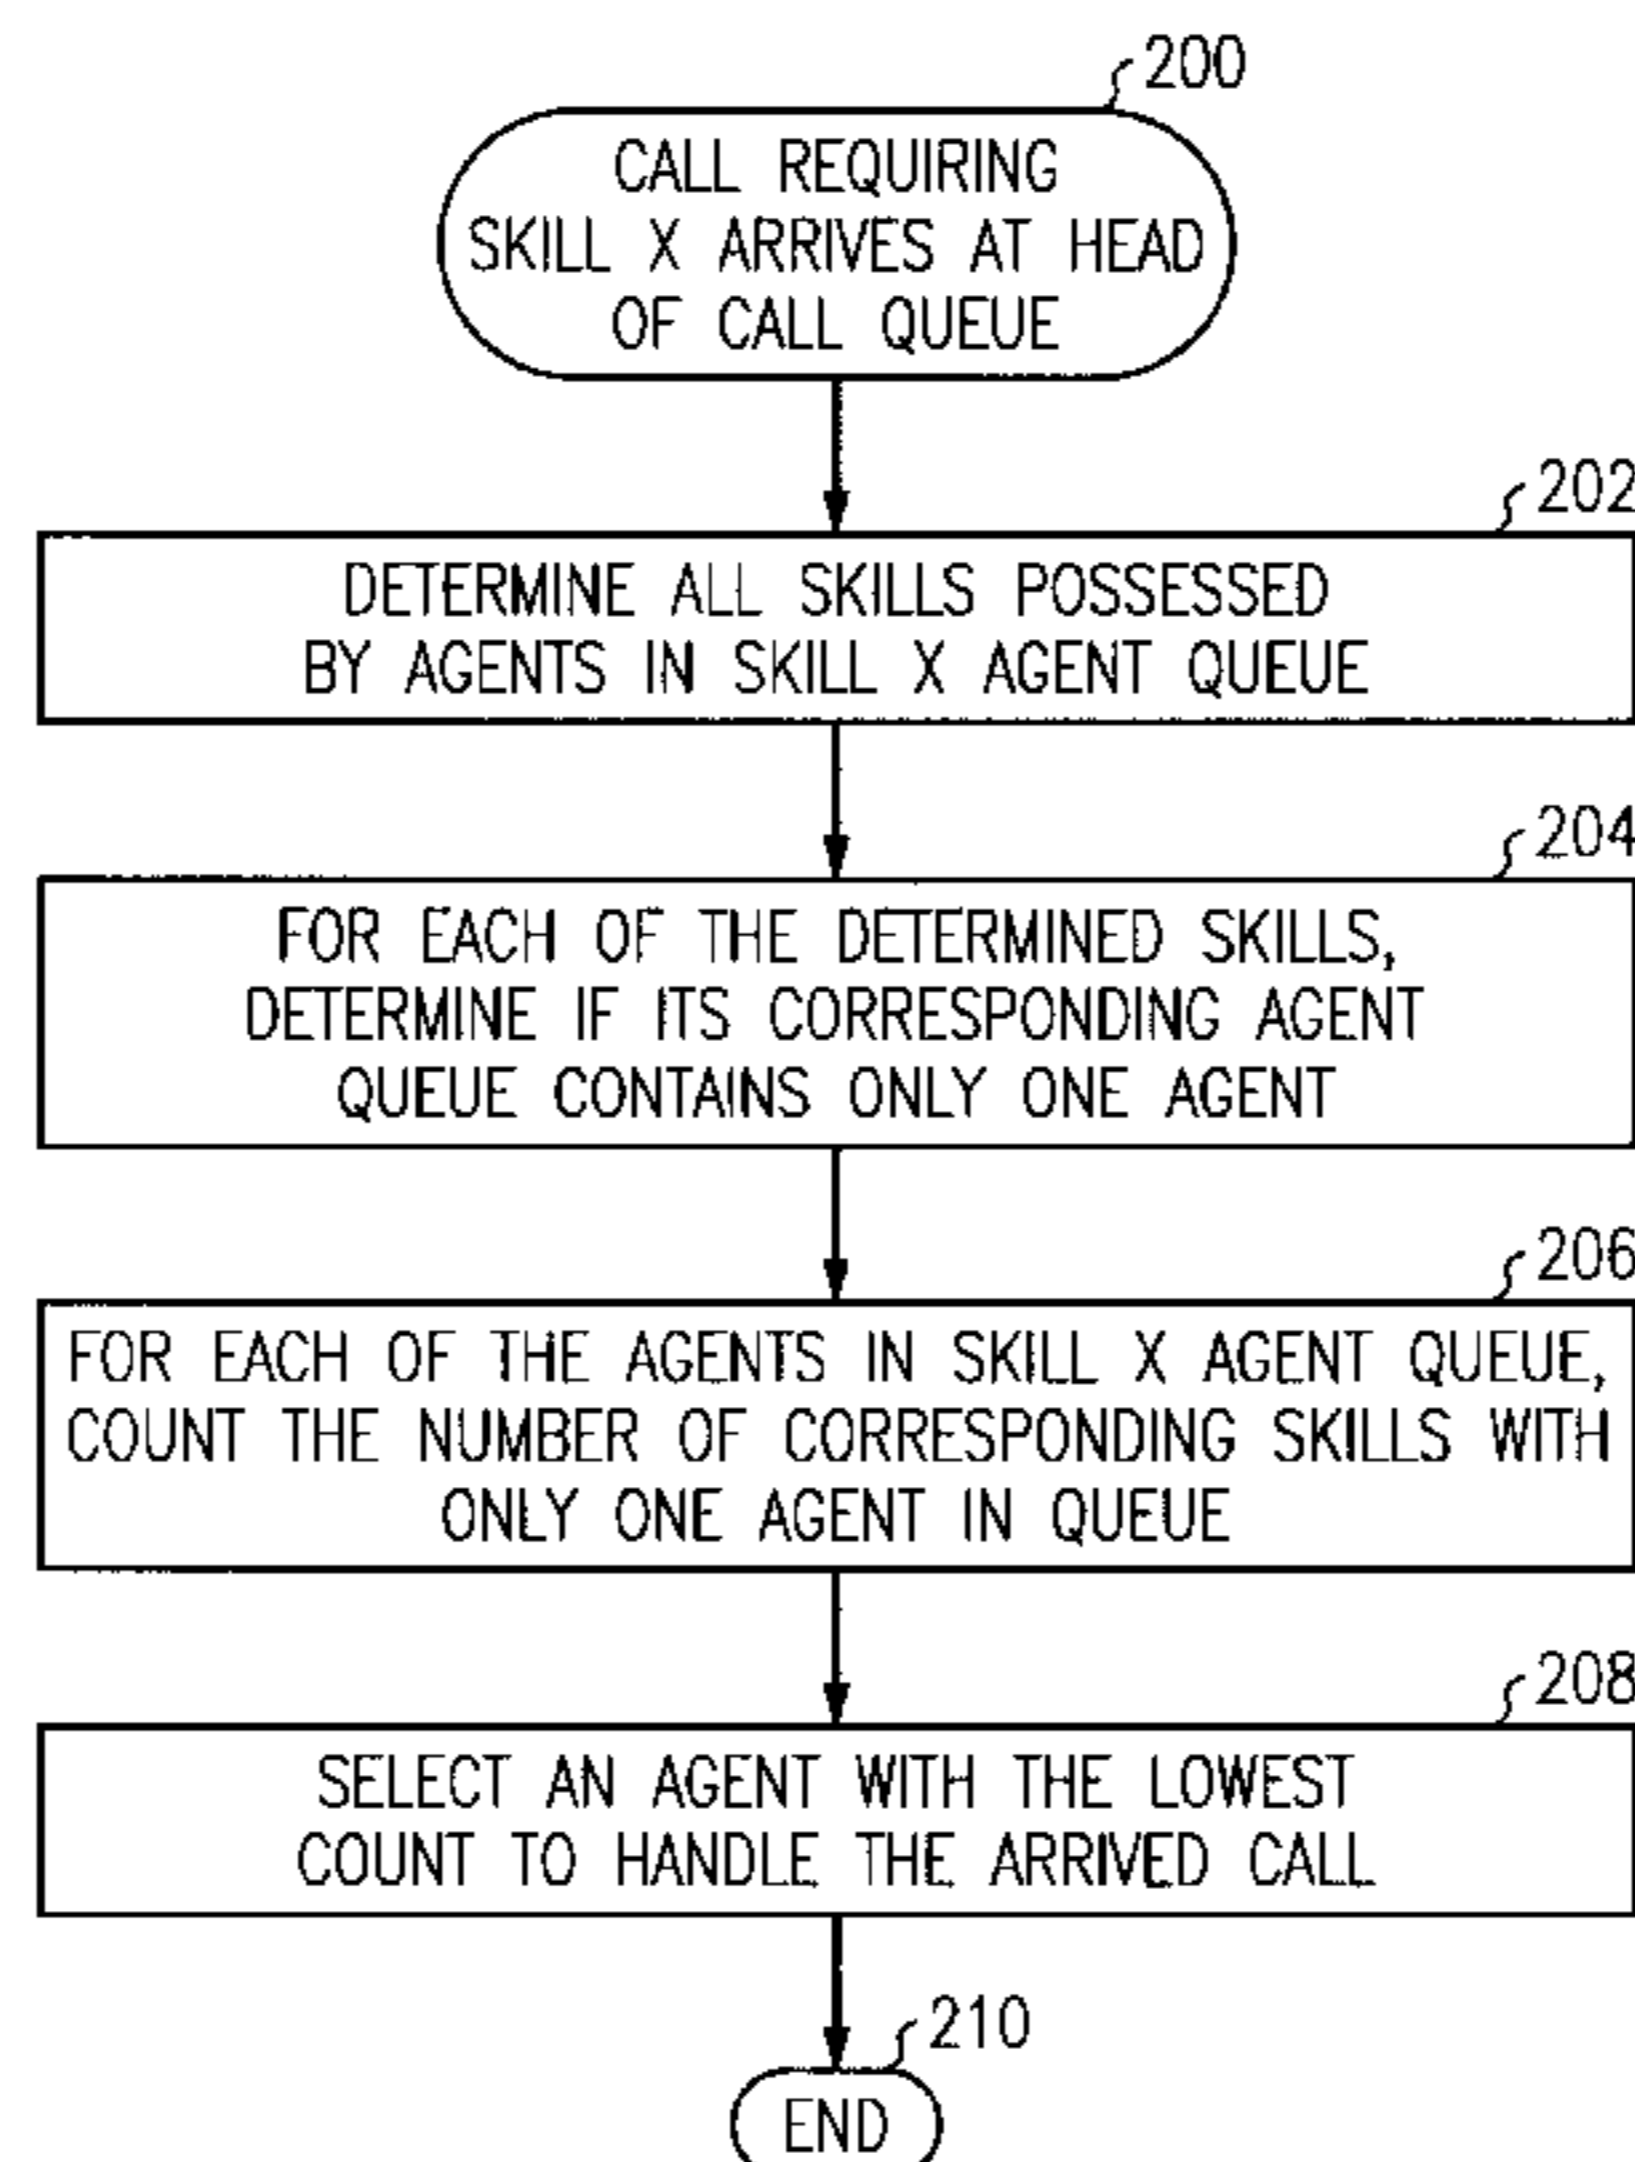 200
CALL REQUIRING
SKILL X ARRIVES AT HEAD
OF CALL QUEUE
202
DETERMINE ALL SKILLS POSSESSED
BY AGENTS IN SKILL X AGENT QUEUE
204
FOR EACH OF THE DETERMINED SKILLS,
DETERMINE IF ITS CORRESPONDING AGENT
QUEUE CONTAINS ONLY ONE AGENT
206
FOR EACH OF THE AGENTS IN SKILL X AGENT QUEUE,
COUNT THE NUMBER OF CORRESPONDING SKILLS WITH
ONLY ONE AGENT IN QUEUE
208
SELECT AN AGENT WITH THE LOWEST
COUNT TO HANDLE THE ARRIVED CALL
210
END